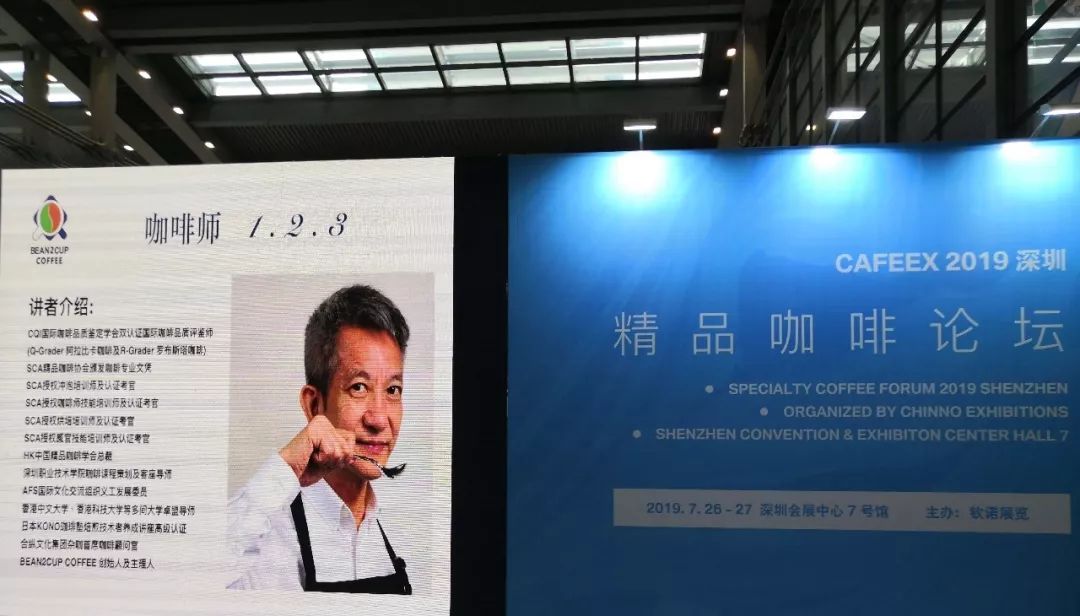 BEAN2CUP
COFFEE
咖啡师 1.2.3
讲者介绍:
CQI国际咖啡品质鉴定学会双认证国际咖啡品质评鉴师
(Q-Grader 阿拉比卡咖啡及R-Grader 罗布斯塔咖啡)
SCA精品咖啡协会颁发咖啡专业文凭
SCA授权冲泡培训师及认证考官
SCA授权咖啡师技能培训师及认证考官
SCA授权烘焙培训师及认证考官
SCA授权感官技能培训师及认证考官
HK中国精品咖啡学会总裁
深圳职业技术学院咖啡课程策划及客座导师
AFS国际文化交流组织义工发展委员
香港中文大学·香港科技大学等多间大学卓盟导师
日本KONO咖啡塾焙煎技术者养成讲座高级认证
合纵文化集团杂咖首席咖啡顾问官
BEAN2CUP COFFEE 创始人及主理人
CAFEEX 2019 深圳
精品咖啡论坛
● SPECIALTY COFFEE FORUM 2019 SHENZHEN
● ORGANIZED BY CHINNO EXHIBITIONS
● SHENZHEN CONVENTION & EXHIBITON CENTER HALL 7
2019.7.26-27 深圳会展中心7号馆 主办：软诺展览